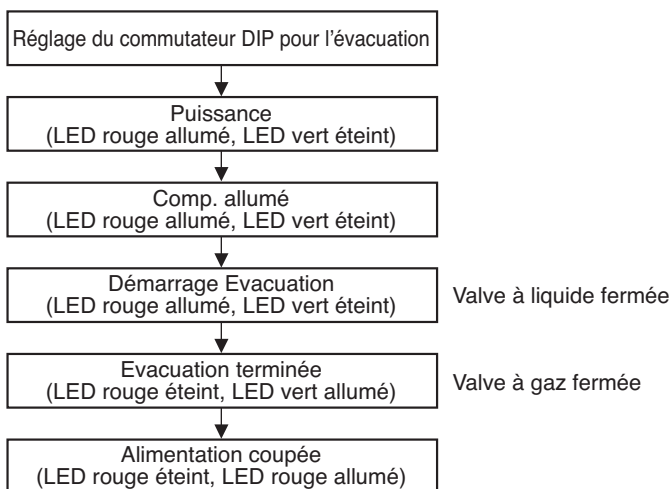 Réglage du commutateur DIP pour l'évacuation
Puissance
(LED rouge allumé, LED vert éteint)
Comp. allumé
(LED rouge allumé, LED vert éteint)
Démarrage Evacuation
(LED rouge allumé, LED vert éteint)
Valve à liquide fermée
Evacuation terminée
(LED rouge éteint, LED vert allumé)
Valve à gaz fermée
Alimentation coupée
(LED rouge éteint, LED rouge allumé)